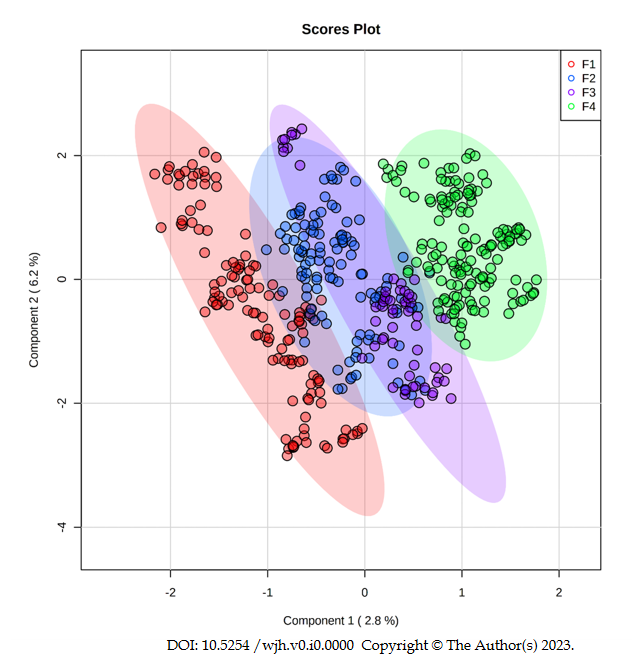 Scores Plot
F1
F2
F3
F4
2
0
-2
-4
Component 2 ( 6.2 %)
-2
-1
0
1
2
Component 1 ( 2.8 %)
DOI: 10.5254 /wjh.v0.i0.0000 Copyright © The Author(s) 2023.